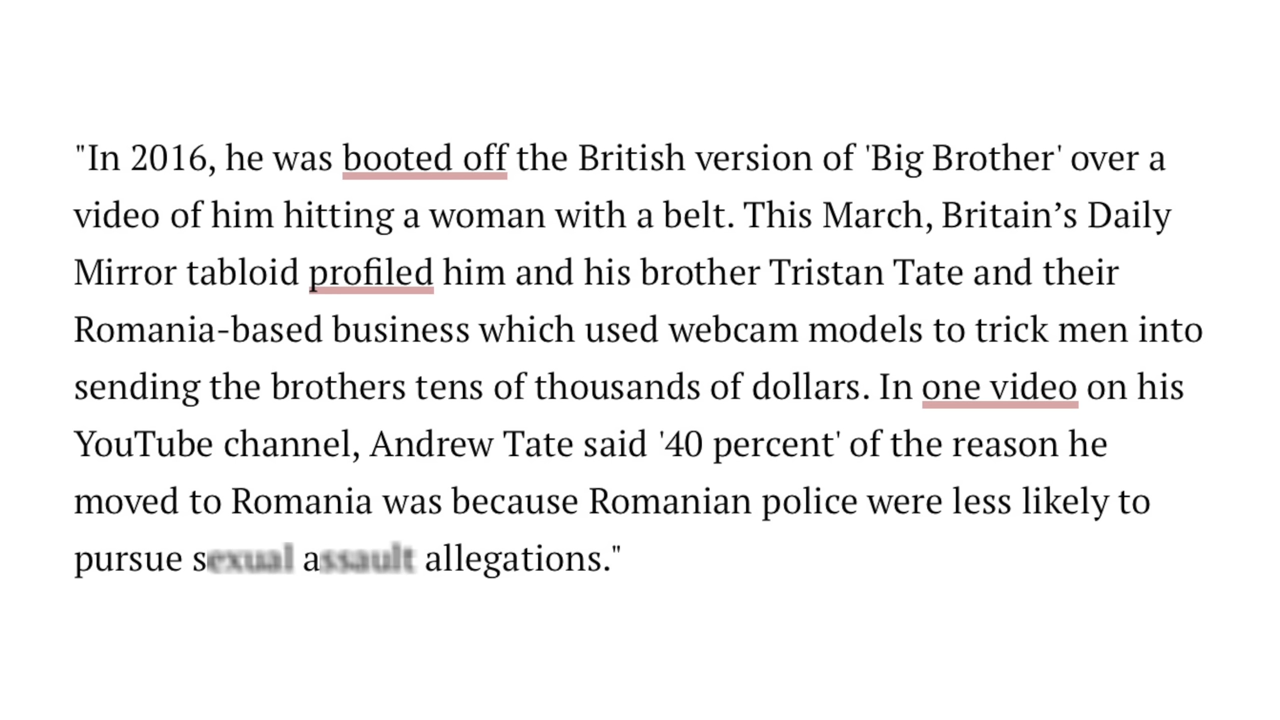 "In 2016, he was booted off the British version of 'Big Brother' over a
video of him hitting a woman with a belt. This March, Britain’s Daily
Mirror tabloid profiled him and his brother Tristan Tate and their
Romania-based business which used webcam models to trick men into
sending the brothers tens of thousands of dollars. In one video on his
YouTube channel, Andrew Tate said '40 percent' of the reason he
moved to Romania was because Romanian police were less likely to
pursue sexual assault allegations."